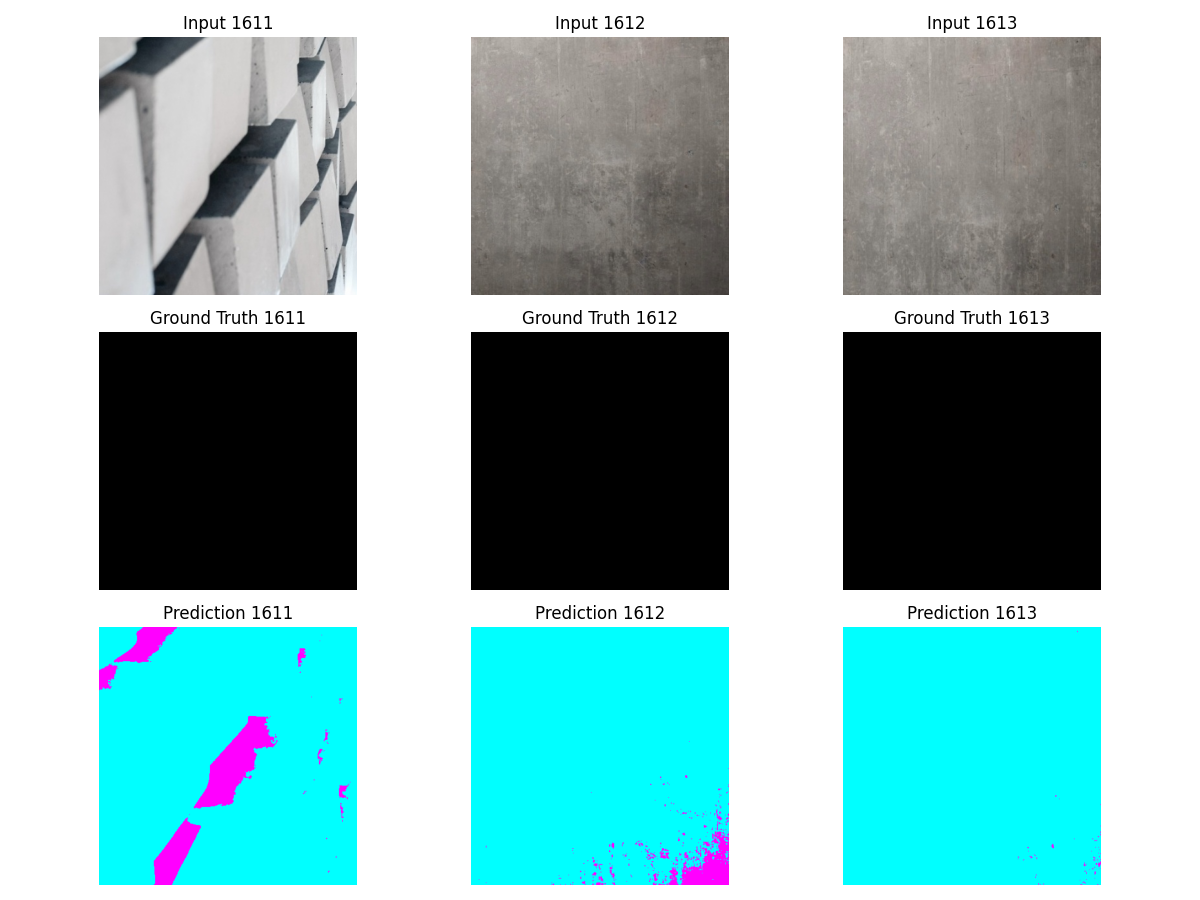 Input 1611
Input 1612
Input 1613
Ground Truth 1611
Ground Truth 1612
Ground Truth 1613
Prediction 1611
Prediction 1612
Prediction 1613